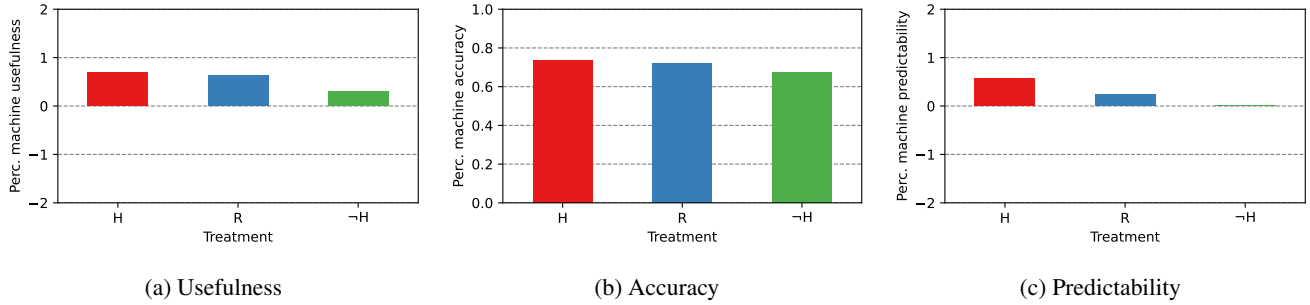 Perc. machine usefulness
2
1
0
−1
−2
H
R
¬H
Treatment
(a) Usefulness
Perc. machine accuracy
1.0
0.8
0.6
0.4
0.2
0.0
H
R
¬H
Treatment
(b) Accuracy
Perc. machine predictability
2
1
0
−1
−2
H
R
¬H
Treatment
(c) Predictability